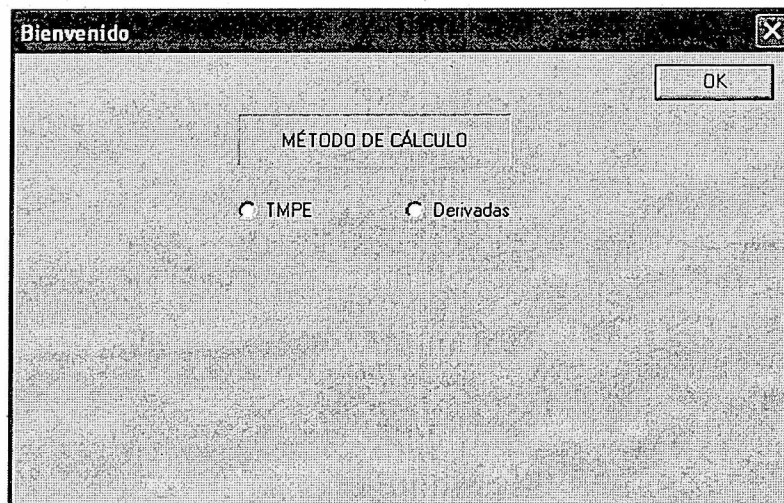 Bienvenido
OK
MÉTODO DE CÁLCULO
TMPE
Derivadas